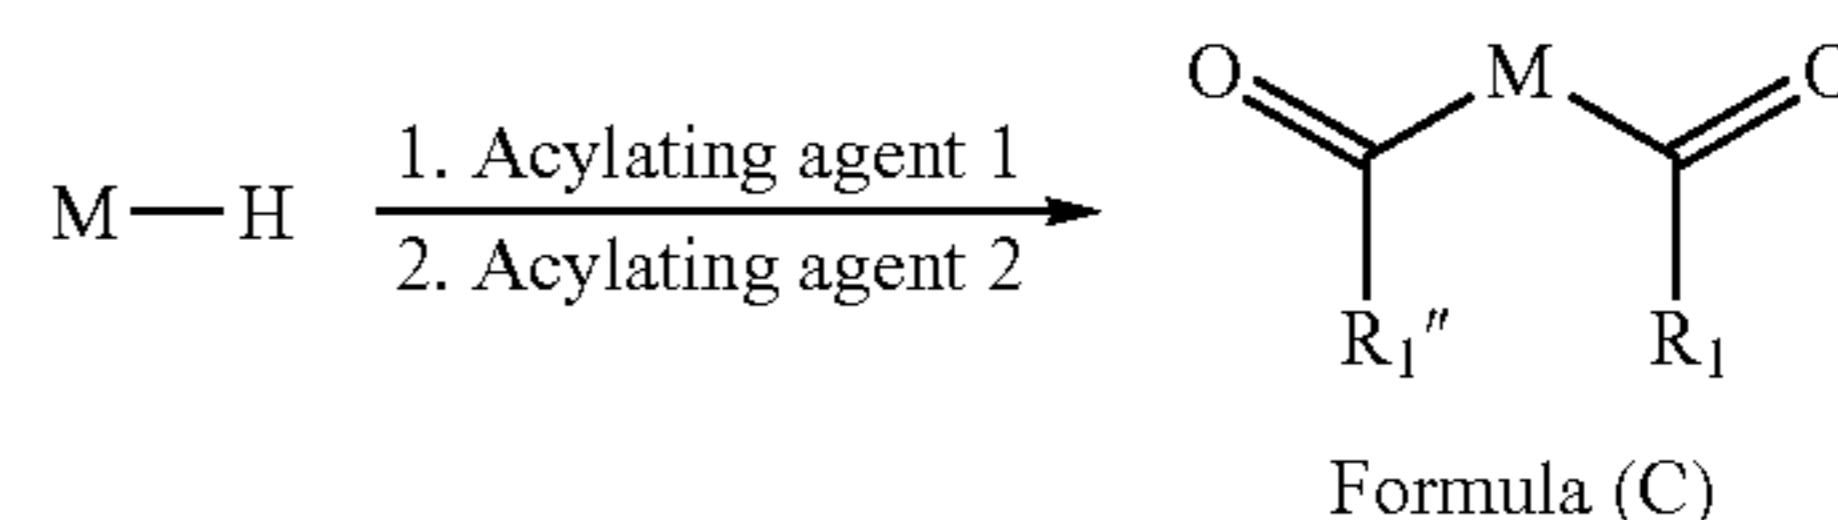 O M
1. Acylating agent 1
M H
2. Acylating agent 2
R1″ R1
Formula (C)